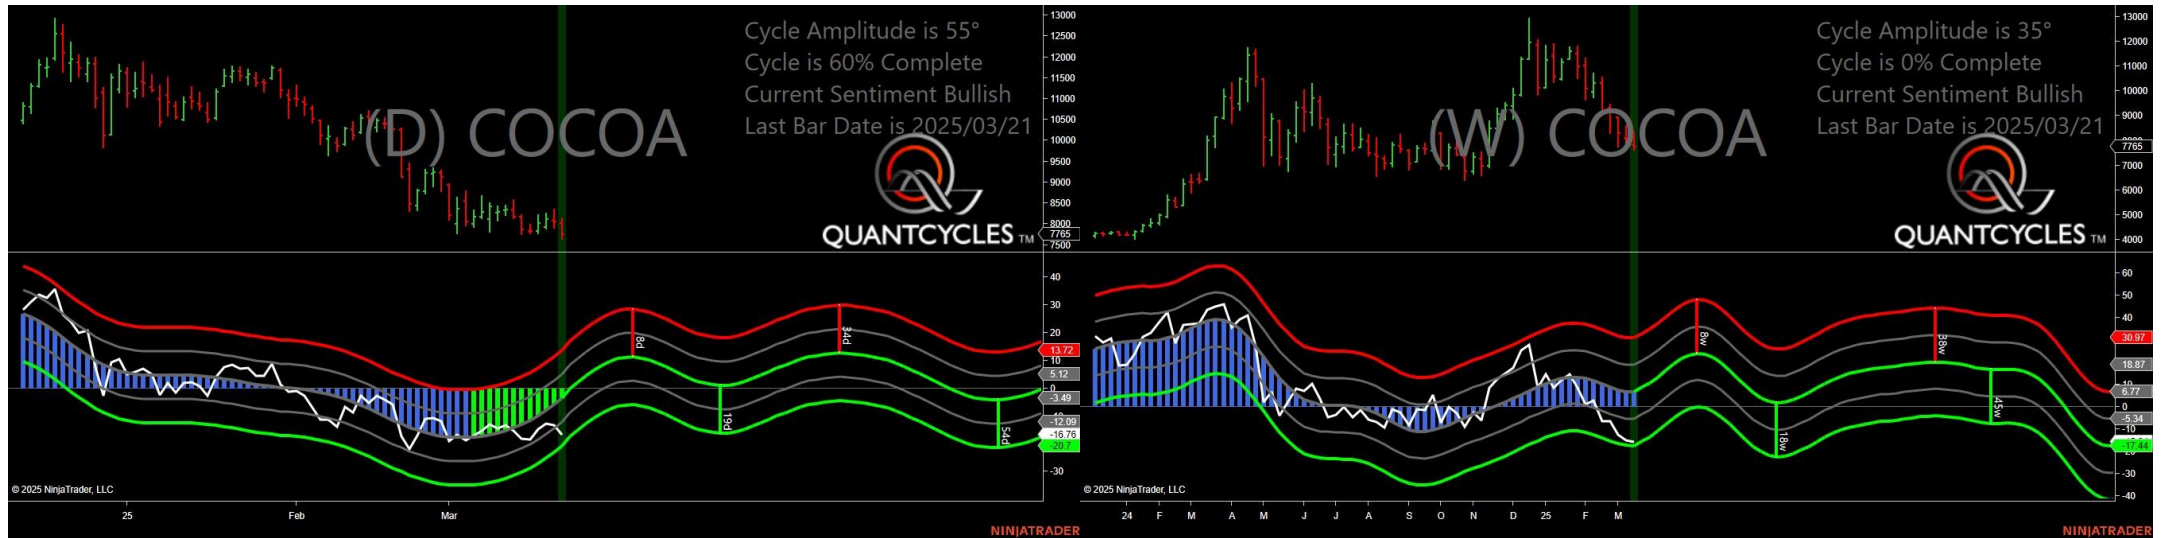 Cycle Amplitude is 55°
Cycle is 60% Complete
Current Sentiment Bullish
Last Bar Date is 2025/03/21
(D) COCOA
QUANTCYCLES TM
13000
12500
12000
11500
11000
10500
10000
9500
9000
8500
8000
7765
7500
40
30
20
13.72
10
5.12
0
-3.49
-12.09
-16.76
-20.7
-30
8d
19d
34d
54d
© 2025 NinjaTrader, LLC
25 Feb Mar
NINJATRADER
Cycle Amplitude is 35°
Cycle is 0% Complete
Current Sentiment Bullish
Last Bar Date is 2025/03/21
(W) COCOA
QUANTCYCLES TM
13000
12000
11000
10000
9000
7765
7000
6000
5000
4000
60
50
40
30.97
18.87
10
6.77
0
-5.34
-10
-17.44
-30
-40
8w
18w
38w
45w
© 2025 NinjaTrader, LLC
24 F M A M J J A S O N D 25 F M
NINJATRADER